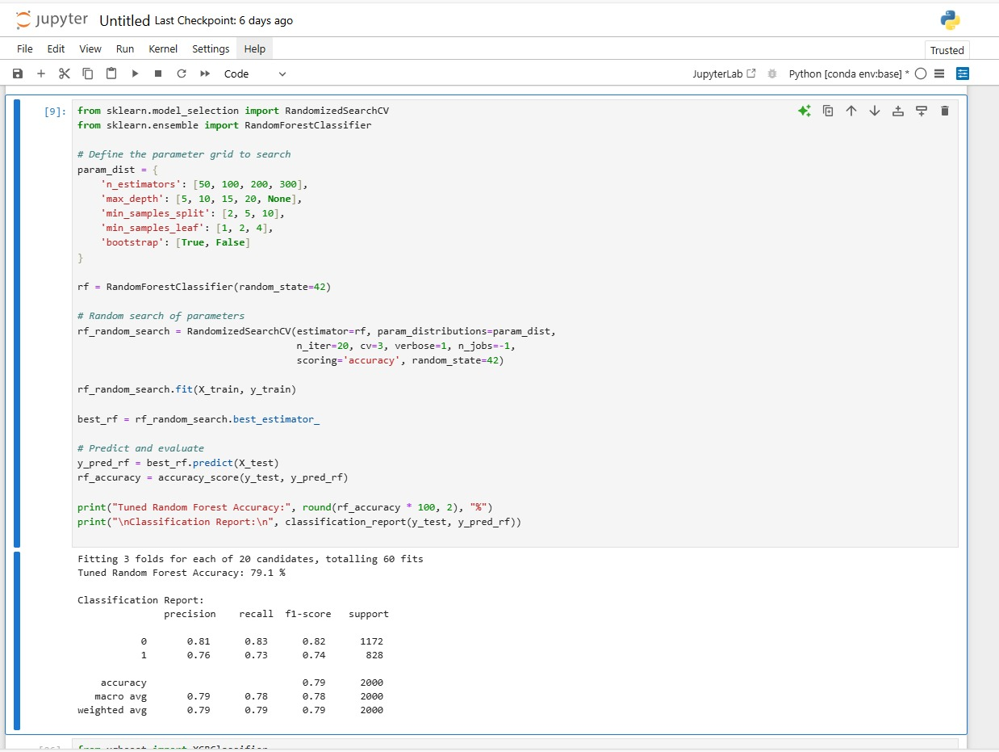 jupyter Untitled Last Checkpoint: 6 days ago
File Edit View Run Kernel Settings Help Trusted
Code JupyterLab Python [conda env:base] *
[9]:
from sklearn.model_selection import RandomizedSearchCV
from sklearn.ensemble import RandomForestClassifier

# Define the parameter grid to search
param_dist = {
    'n_estimators': [50, 100, 200, 300],
    'max_depth': [5, 10, 15, 20, None],
    'min_samples_split': [2, 5, 10],
    'min_samples_leaf': [1, 2, 4],
    'bootstrap': [True, False]
}

rf = RandomForestClassifier(random_state=42)

# Random search of parameters
rf_random_search = RandomizedSearchCV(estimator=rf, param_distributions=param_dist,
                                      n_iter=20, cv=3, verbose=1, n_jobs=-1,
                                      scoring='accuracy', random_state=42)

rf_random_search.fit(X_train, y_train)

best_rf = rf_random_search.best_estimator_

# Predict and evaluate
y_pred_rf = best_rf.predict(X_test)
rf_accuracy = accuracy_score(y_test, y_pred_rf)

print("Tuned Random Forest Accuracy:", round(rf_accuracy * 100, 2), "%")
print("\nClassification Report:\n", classification_report(y_test, y_pred_rf))

Fitting 3 folds for each of 20 candidates, totalling 60 fits
Tuned Random Forest Accuracy: 79.1 %

Classification Report:
               precision    recall  f1-score   support

           0       0.81      0.83      0.82      1172
           1       0.76      0.73      0.74       828

    accuracy                           0.79      2000
   macro avg       0.79      0.78      0.78      2000
weighted avg       0.79      0.79      0.79      2000

from xgboost import XGBClassifier